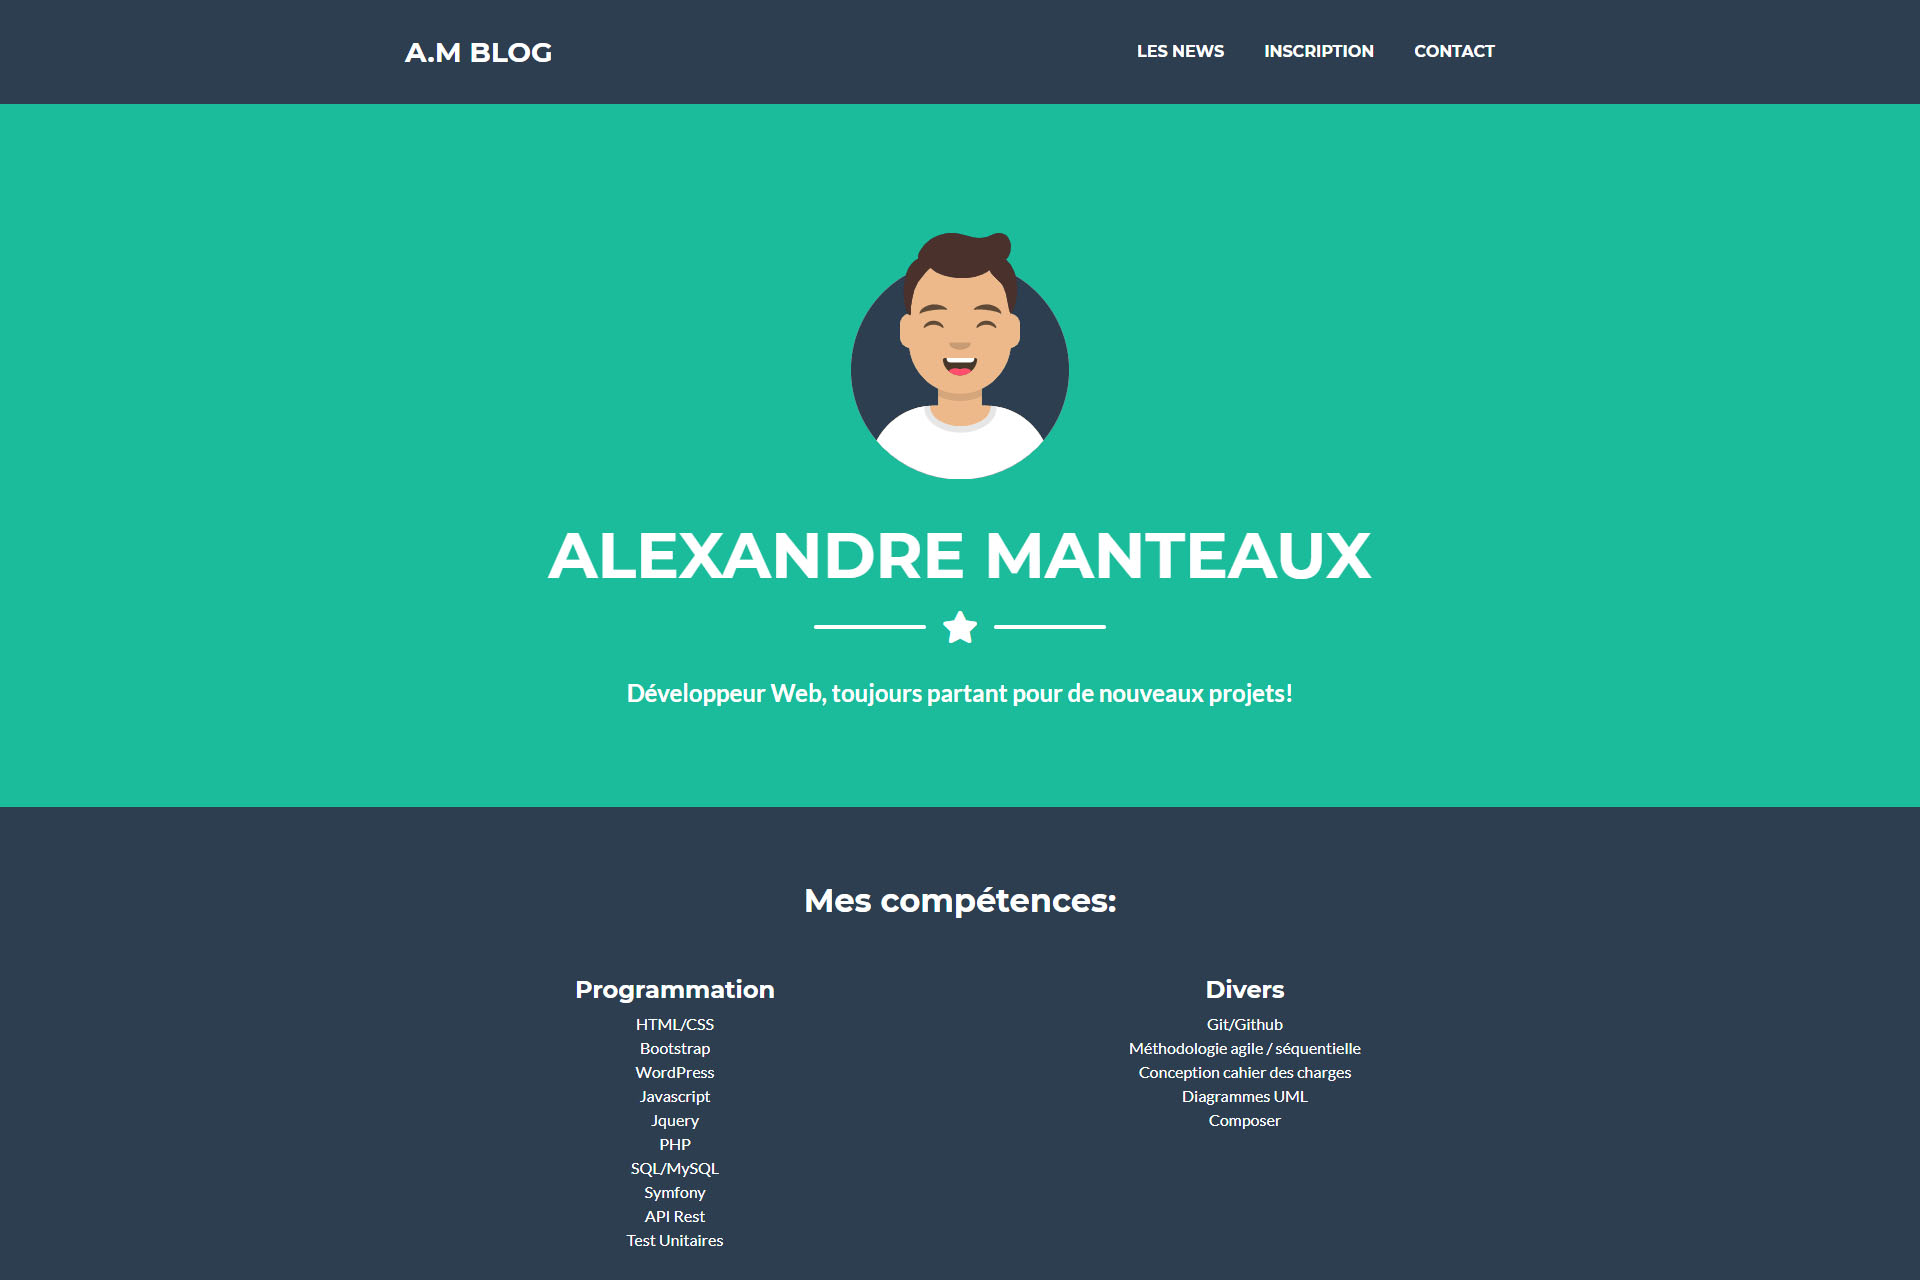 A.M BLOG
LES NEWS
INSCRIPTION
CONTACT
ALEXANDRE MANTEAUX
Développeur Web, toujours partant pour de nouveaux projets!
Mes compétences:
Programmation
HTML/CSS
Bootstrap
WordPress
Javascript
Jquery
PHP
SQL/MySQL
Symfony
API Rest
Test Unitaires
Divers
Git/Github
Méthodologie agile / séquentielle
Conception cahier des charges
Diagrammes UML
Composer